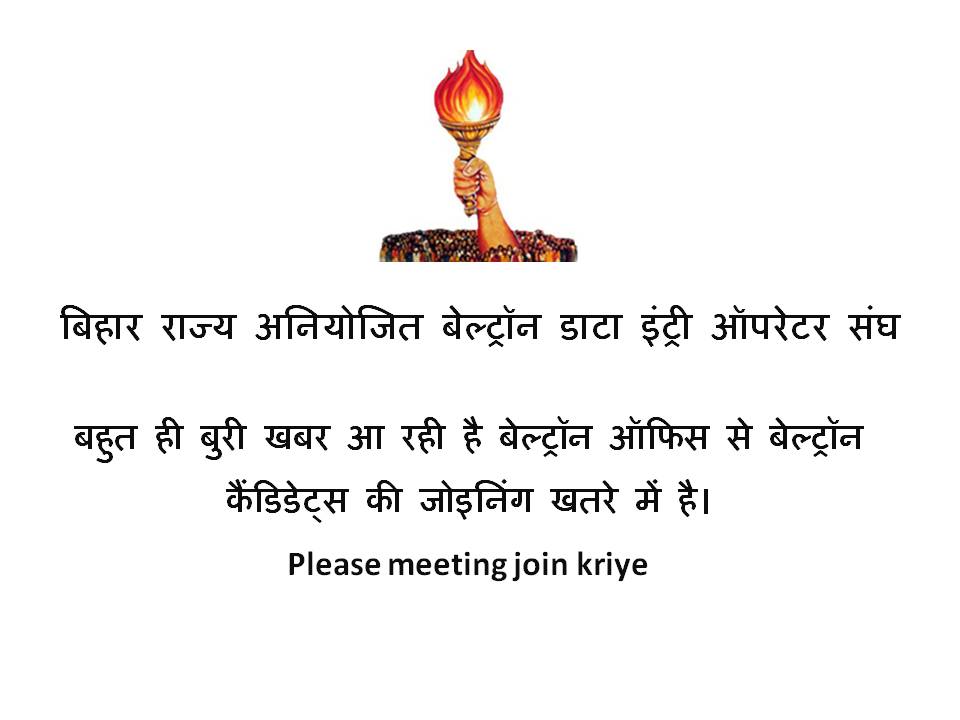 बिहार राज्य अनियोजित बेल्ट्रॉन डाटा इंट्री ऑपरेटर संघ
बहुत ही बुरी खबर आ रही है बेल्ट्रॉन ऑफिस से बेल्ट्रॉन
कैंडिडेट्स की जोइनिंग खतरे में है।
Please meeting join kriye